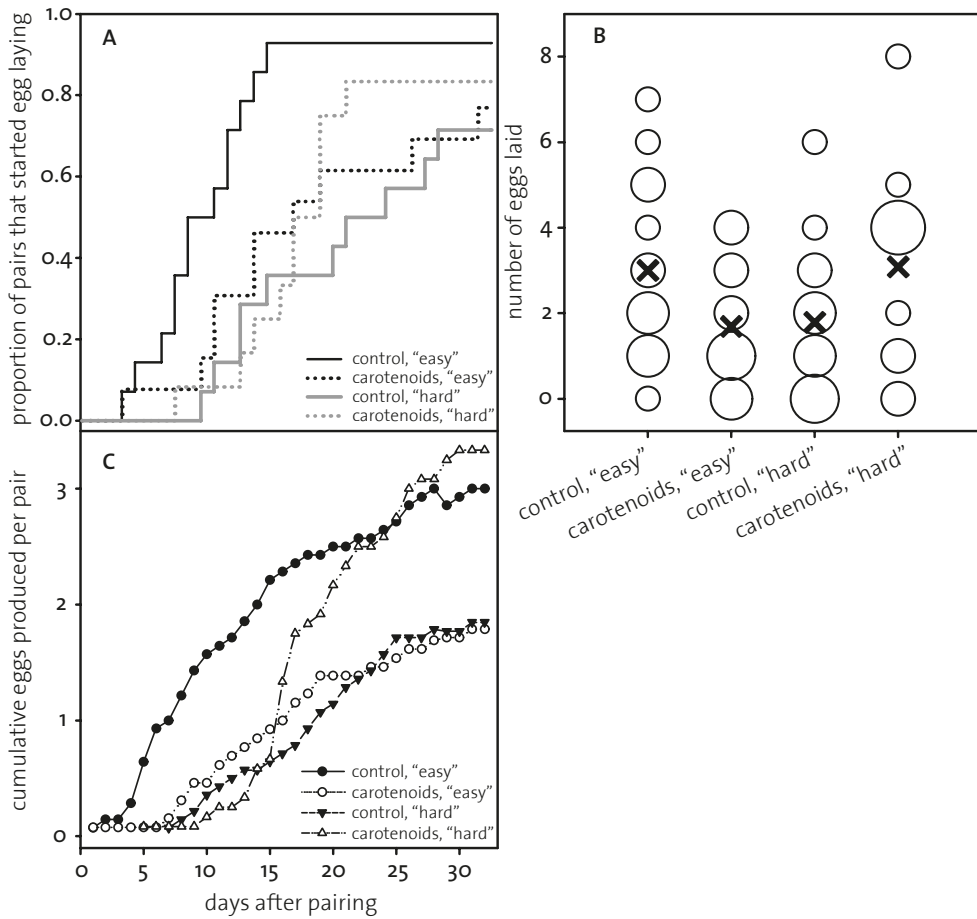 A
proportion of pairs that started egg laying
1.0
0.8
0.6
0.4
0.2
0.0
control, “easy”
carotenoids, “easy”
control, “hard”
carotenoids, “hard”
B
number of eggs laid
8
6
4
2
0
control, “easy”
carotenoids, “easy”
control, “hard”
carotenoids, “hard”
C
cumulative eggs produced per pair
3
2
1
0
control, “easy”
carotenoids, “easy”
control, “hard”
carotenoids, “hard”
0 5 10 15 20 25 30
days after pairing